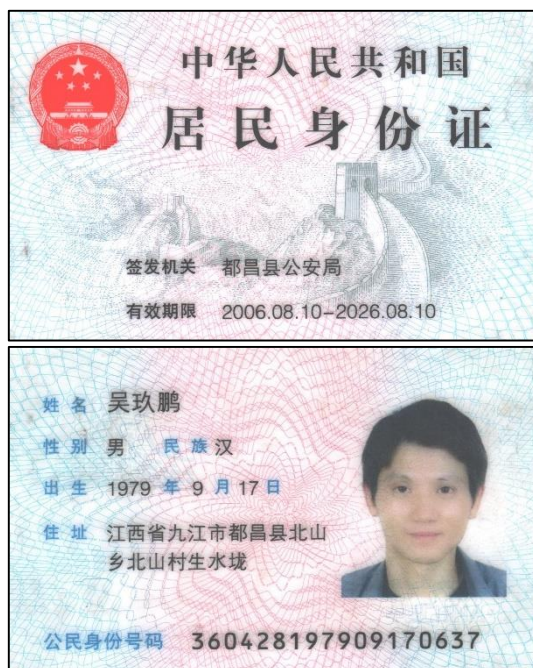 中华人民共和国
居民身份证
签发机关 都昌县公安局
有效期限 2006.08.10-2026.08.10
姓名 吴玖鹏
性别 男 民族 汉
出生 1979 年 9 月 17 日
住址 江西省九江市都昌县北山
乡北山村生水垅
公民身份号码 360428197909170637